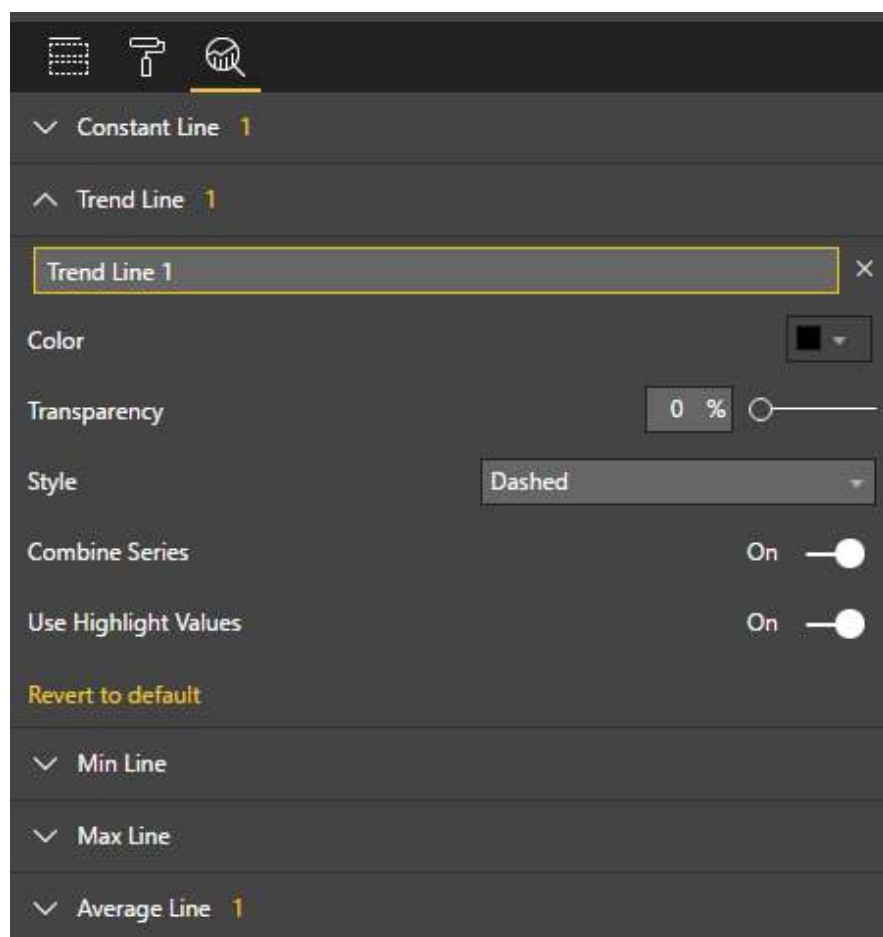 Constant Line 1
Trend Line 1
Trend Line 1
Color
0 %
Transparency
Style Dashed
Combine Series On
Use Highlight Values On
Revert to default
Min Line
Max Line
Average Line 1